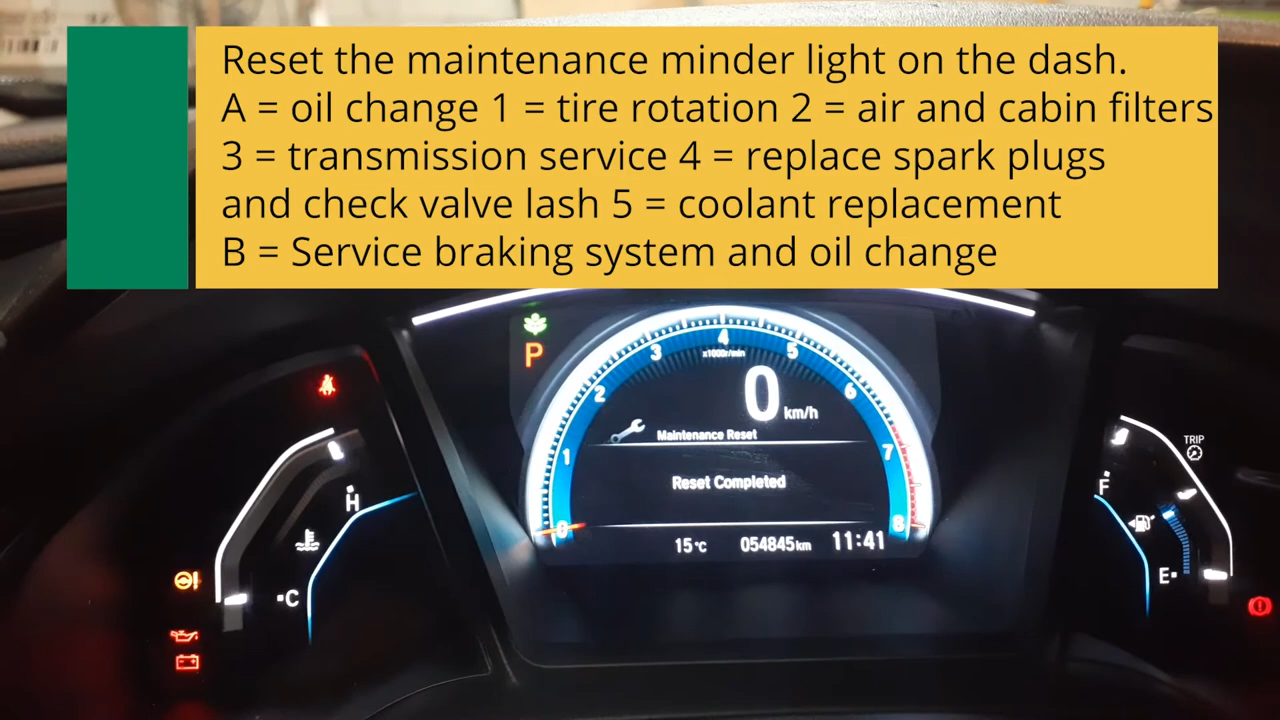 Reset the maintenance minder light on the dash.
A = oil change 1 = tire rotation 2 = air and cabin filters
3 = transmission service 4 = replace spark plugs
and check valve lash 5 = coolant replacement
B = Service braking system and oil change
P
0 1 2 3 4 5 6 7 8
x1000r/min
0 km/h
Maintenance Reset
Reset Completed
15°C 054845km 11:41
H
C
TRIP
F
E